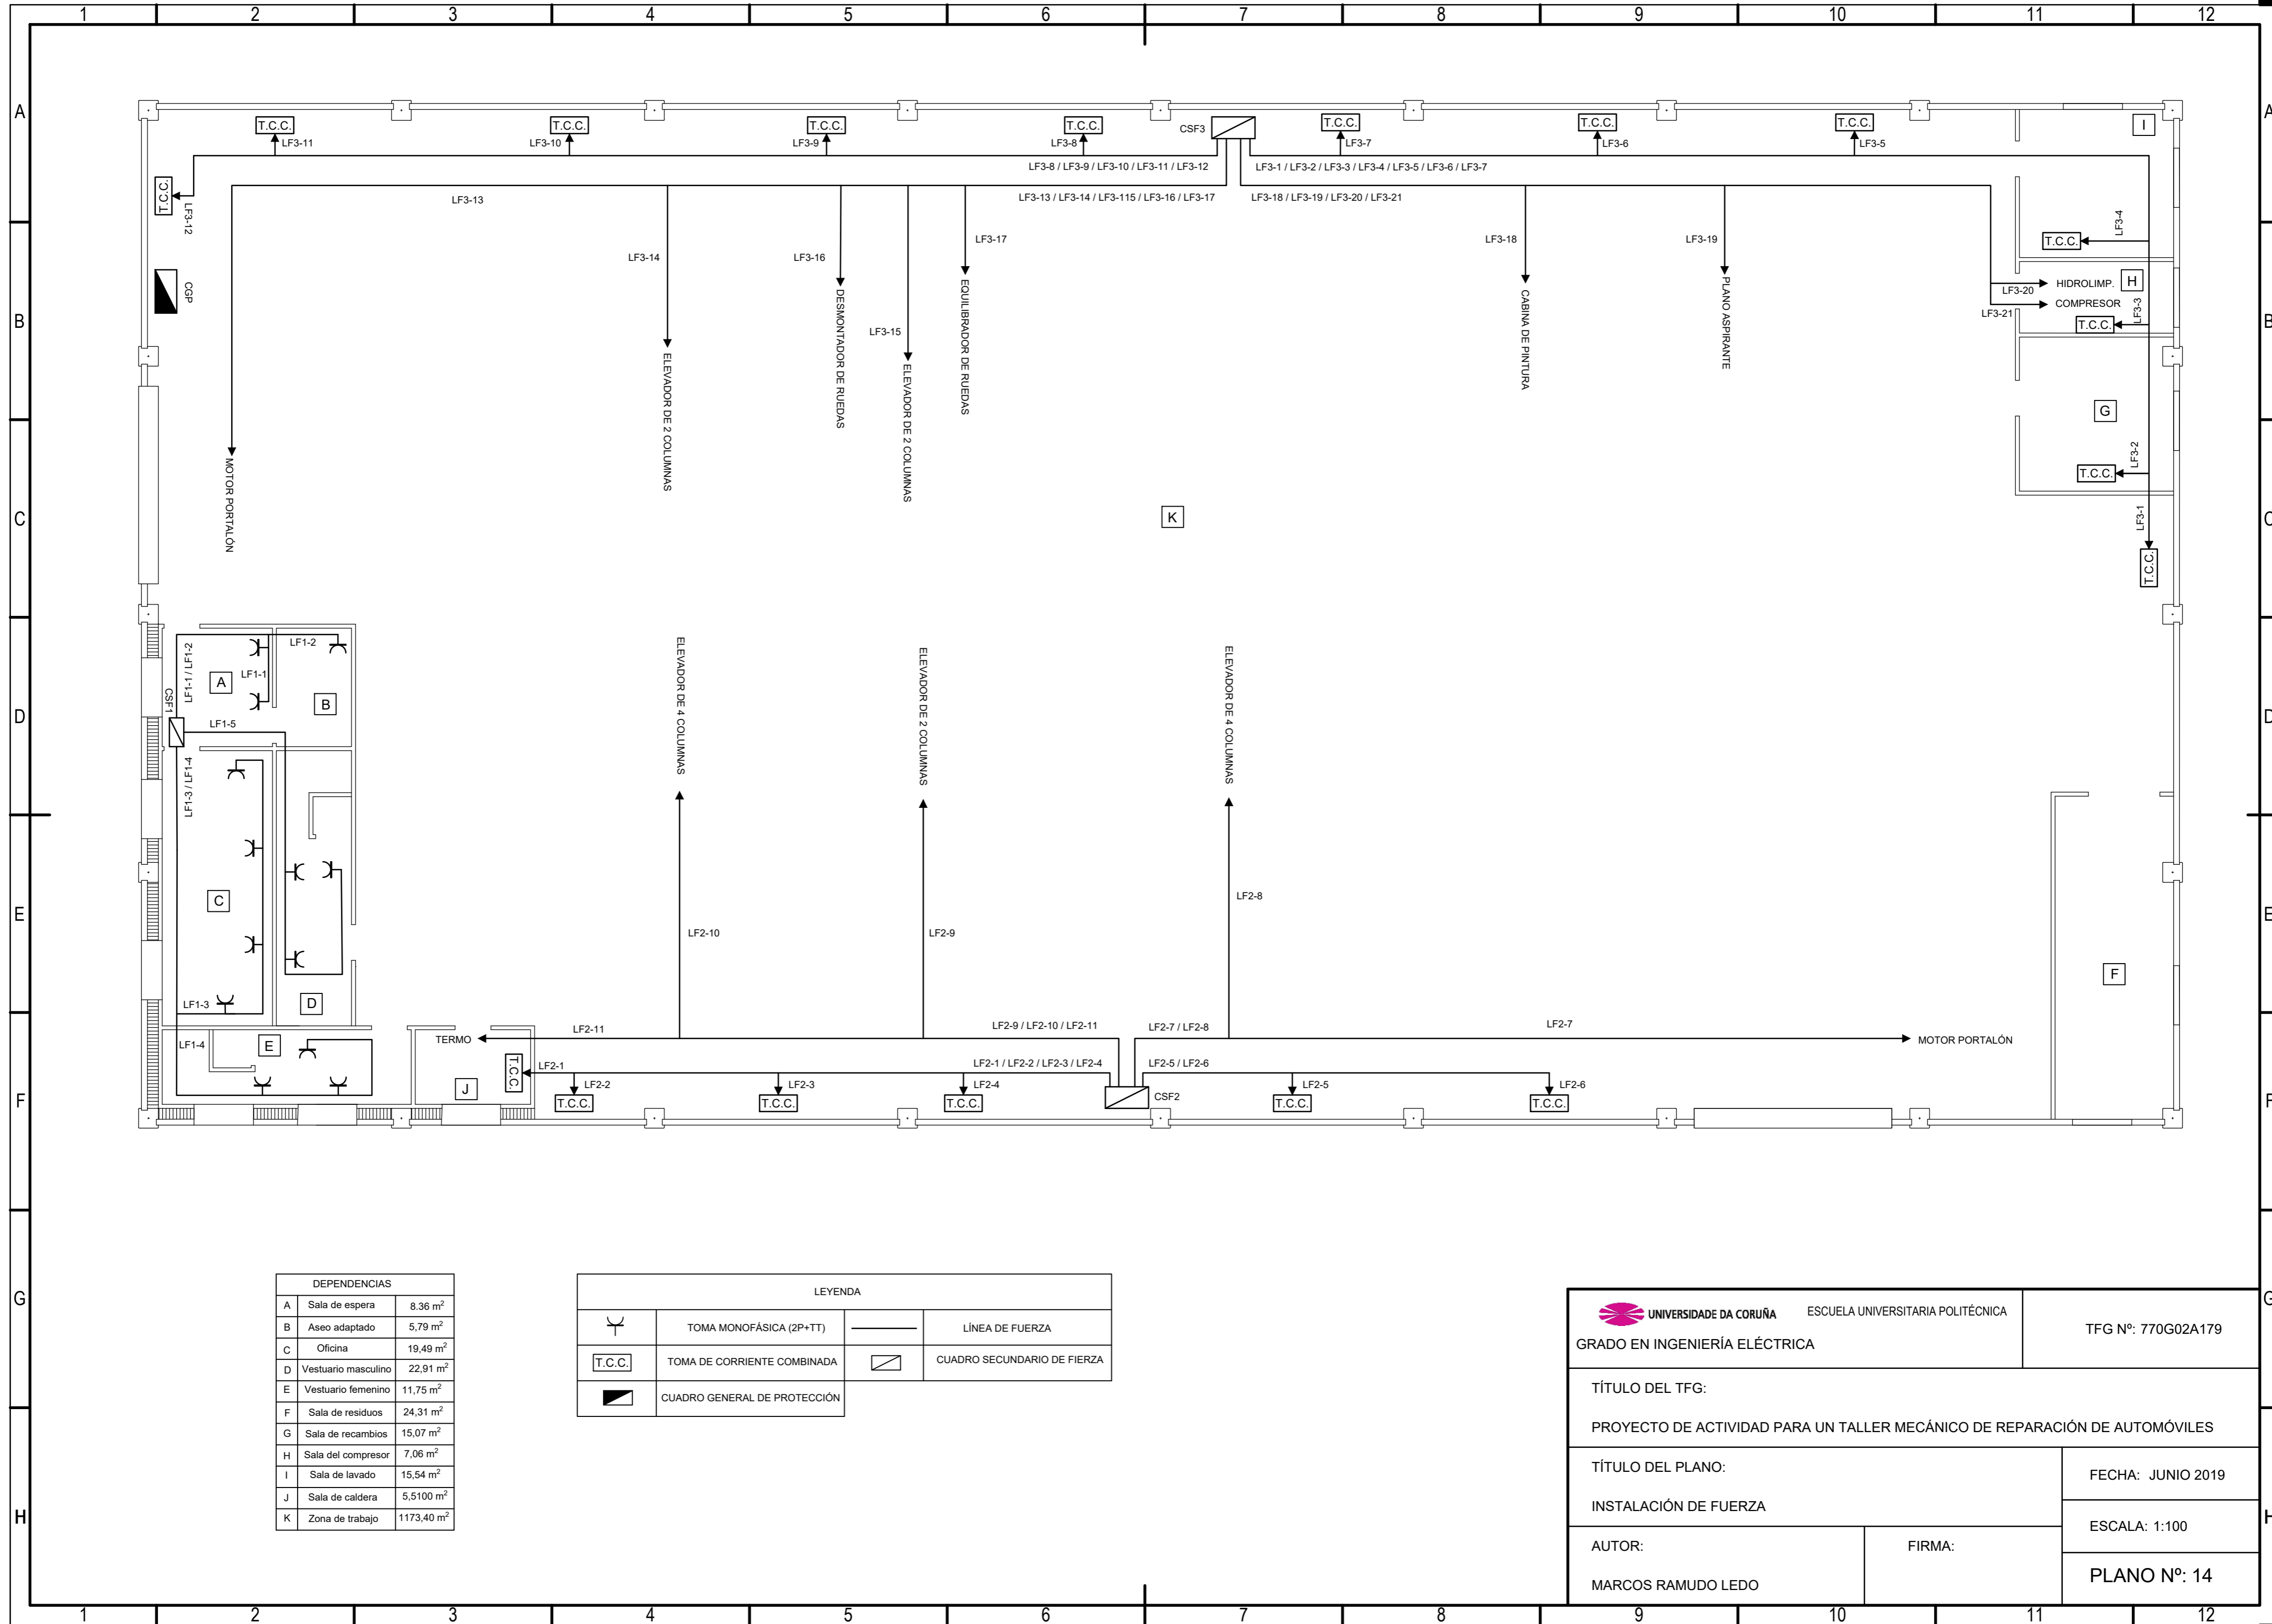 1 2 3 4 5 6 7 8 9 10 11 12
A
B
C
D
E
F
G
H
A
B
C
D
E
F
G
H
T.C.C. T.C.C. T.C.C. T.C.C. CSF3 T.C.C. T.C.C. T.C.C. I
LF3-11 LF3-10 LF3-9 LF3-8 LF3-7 LF3-6 LF3-5
LF3-8 / LF3-9 / LF3-10 / LF3-11 / LF3-12 LF3-1 / LF3-2 / LF3-3 / LF3-4 / LF3-5 / LF3-6 / LF3-7
T.C.C.
LF3-12
LF3-13
LF3-13 / LF3-14 / LF3-115 / LF3-16 / LF3-17 LF3-18 / LF3-19 / LF3-20 / LF3-21
CGP
LF3-14
LF3-16
LF3-17
LF3-18
LF3-19
LF3-4
T.C.C.
LF3-20
HIDROLIMP.
H
COMPRESOR
LF3-21
LF3-3
T.C.C.
LF3-15
MOTOR PORTALÓN
ELEVADOR DE 2 COLUMNAS
DESMONTADOR DE RUEDAS
ELEVADOR DE 2 COLUMNAS
EQUILIBRADOR DE RUEDAS
CABINA DE PINTURA
PLANO ASPIRANTE
G
LF3-2
T.C.C.
LF3-1
T.C.C.
K
LF1-1 / LF1-2
LF1-2
LF1-1
A
B
CSF1
LF1-5
LF1-3 / LF1-4
C
LF1-3
D
LF1-4
E
ELEVADOR DE 4 COLUMNAS
ELEVADOR DE 2 COLUMNAS
ELEVADOR DE 4 COLUMNAS
LF2-8
LF2-10
LF2-9
F
TERMO
LF2-11
LF2-9 / LF2-10 / LF2-11
LF2-7 / LF2-8
LF2-7
MOTOR PORTALÓN
T.C.C.
LF2-1
LF2-1 / LF2-2 / LF2-3 / LF2-4
LF2-5 / LF2-6
J
LF2-2 LF2-3 LF2-4 LF2-5 LF2-6
T.C.C. T.C.C. T.C.C. CSF2 T.C.C. T.C.C.
DEPENDENCIAS
A Sala de espera 8.36 m²
B Aseo adaptado 5,79 m²
C Oficina 19,49 m²
D Vestuario masculino 22,91 m²
E Vestuario femenino 11,75 m²
F Sala de residuos 24,31 m²
G Sala de recambios 15,07 m²
H Sala del compresor 7,06 m²
I Sala de lavado 15,54 m²
J Sala de caldera 5,5100 m²
K Zona de trabajo 1173,40 m²
LEYENDA
TOMA MONOFÁSICA (2P+TT) LÍNEA DE FUERZA
T.C.C. TOMA DE CORRIENTE COMBINADA CUADRO SECUNDARIO DE FIERZA
CUADRO GENERAL DE PROTECCIÓN
UNIVERSIDADE DA CORUÑA ESCUELA UNIVERSITARIA POLITÉCNICA
GRADO EN INGENIERÍA ELÉCTRICA
TFG Nº: 770G02A179
TÍTULO DEL TFG:
PROYECTO DE ACTIVIDAD PARA UN TALLER MECÁNICO DE REPARACIÓN DE AUTOMÓVILES
TÍTULO DEL PLANO:
INSTALACIÓN DE FUERZA
FECHA: JUNIO 2019
ESCALA: 1:100
AUTOR:
MARCOS RAMUDO LEDO
FIRMA:
PLANO Nº: 14
1 2 3 4 5 6 7 8 9 10 11 12